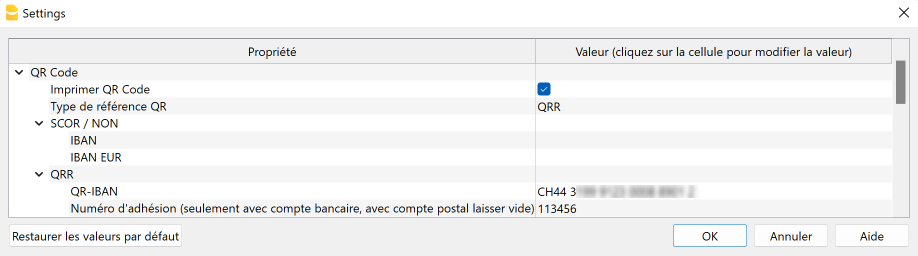 Settings
Propriété Valeur (cliquez sur la cellule pour modifier la valeur)
QR Code
Imprimer QR Code
Type de référence QR QRR
SCOR / NON
IBAN
IBAN EUR
QRR
QR-IBAN CH44 3
Numéro d'adhésion (seulement avec compte bancaire, avec compte postal laisser vide) 113456
Restaurer les valeurs par défaut OK Annuler Aide